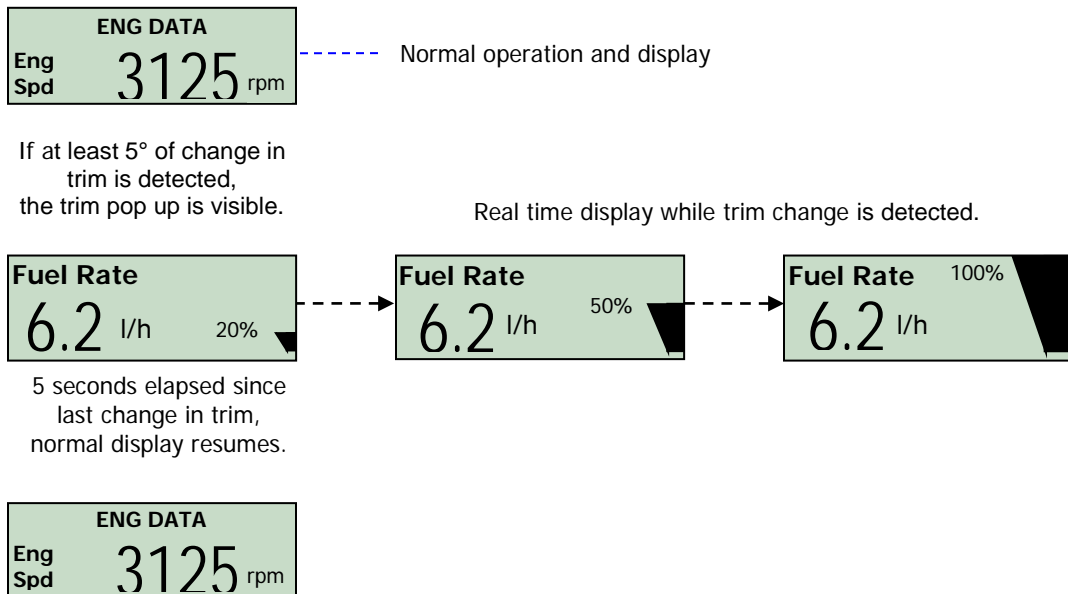 ENG DATA
Eng
Spd
3125 rpm
Normal operation and display
If at least 5° of change in
trim is detected,
the trim pop up is visible.
Real time display while trim change is detected.
Fuel Rate
6.2 l/h 20%
Fuel Rate
6.2 l/h 50%
Fuel Rate 100%
6.2 l/h
5 seconds elapsed since
last change in trim,
normal display resumes.
ENG DATA
Eng
Spd
3125 rpm